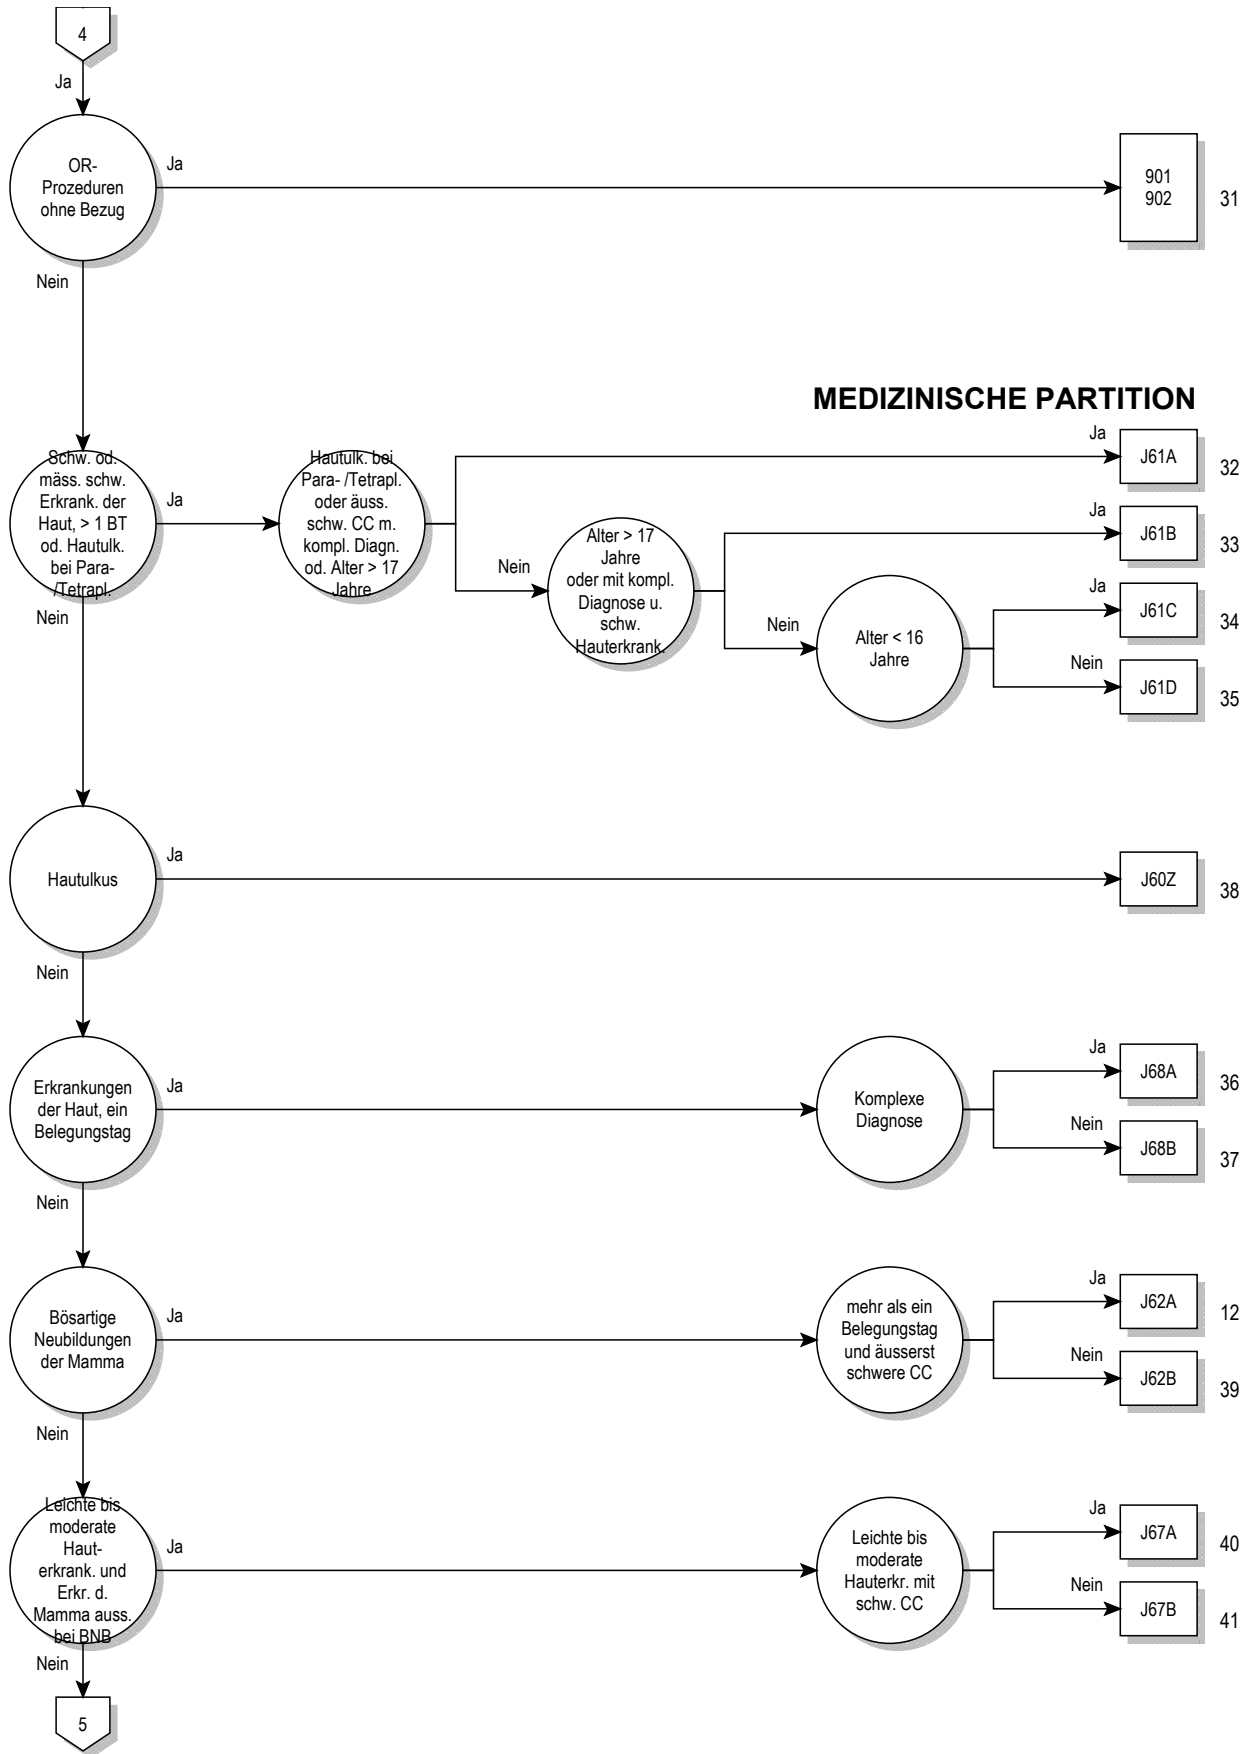 4
Ja
OR-
Prozeduren
ohne Bezug
Ja
901
902
31
Nein
MEDIZINISCHE PARTITION
Schw. od.
mäss. schw.
Erkrank. der
Haut, > 1 BT
od. Hautulk.
bei Para-
/Tetrapl.
Ja
Hautulk. bei
Para- /Tetrapl.
oder äuss.
schw. CC m.
kompl. Diagn.
od. Alter > 17
Jahre
Ja
J61A
32
Nein
Alter > 17
Jahre
oder mit kompl.
Diagnose u.
schw.
Hauterkrank.
Ja
J61B
33
Nein
Alter < 16
Jahre
Ja
J61C
34
Nein
J61D
35
Nein
Hautulkus
Ja
J60Z
38
Nein
Erkrankungen
der Haut, ein
Belegungstag
Ja
Komplexe
Diagnose
Ja
J68A
36
Nein
J68B
37
Nein
Bösartige
Neubildungen
der Mamma
Ja
mehr als ein
Belegungstag
und äusserst
schwere CC
Ja
J62A
12
Nein
J62B
39
Nein
Leichte bis
moderate
Haut-
erkrank. und
Erkr. d.
Mamma auss.
bei BNB
Ja
Leichte bis
moderate
Hauterkr. mit
schw. CC
Ja
J67A
40
Nein
J67B
41
Nein
5